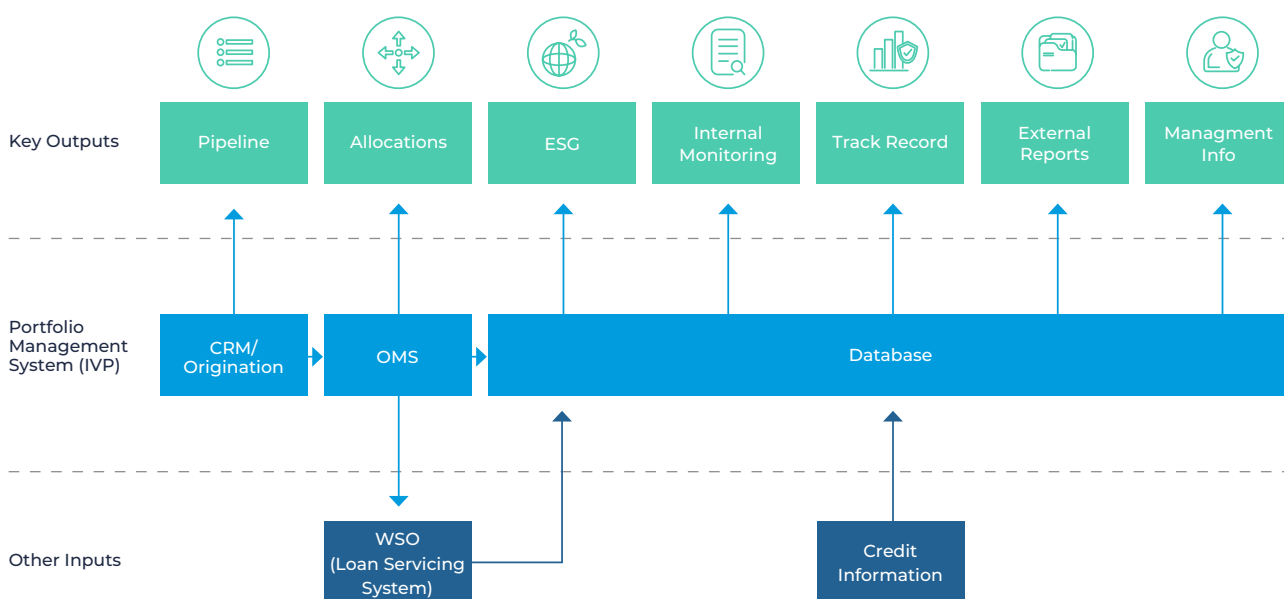 Key Outputs
Pipeline
Allocations
ESG
Internal
Monitoring
Track Record
External
Reports
Managment
Info
Portfolio
Management
System (IVP)
CRM/
Origination
OMS
Database
Other Inputs
WSO
(Loan Servicing
System)
Credit
Information